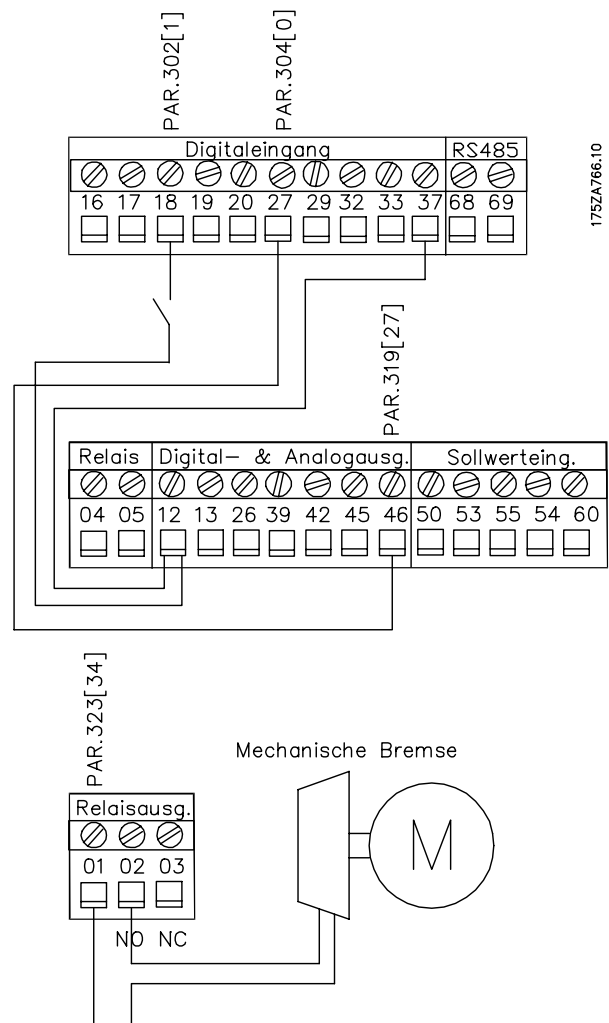 PAR.302[1]
PAR.304[0]
Digitaleingang RS485
16 17 18 19 20 27 29 32 33 37 68 69
175ZA766.10
PAR.319[27]
Relais Digital- & Analogausg. Sollwerteing.
04 05 12 13 26 39 42 45 46 50 53 55 54 60
PAR.323[34]
Mechanische Bremse
Relaisausg.
01 02 03
NO NC
M